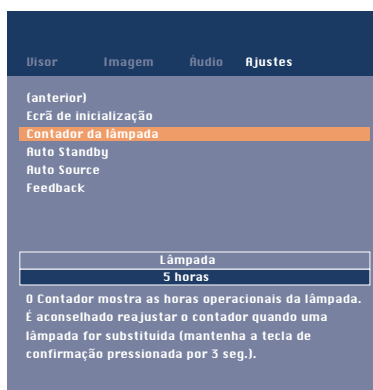 Visor Imagem Áudio Ajustes
(anterior)
Ecrã de inicialização
Contador da lâmpada
Auto Standby
Auto Source
Feedback
Lâmpada
5 horas
O Contador mostra as horas operacionais da lâmpada.
É aconselhado reajustar o contador quando uma
lâmpada for substituída (mantenha a tecla de
confirmação pressionada por 3 seg.).